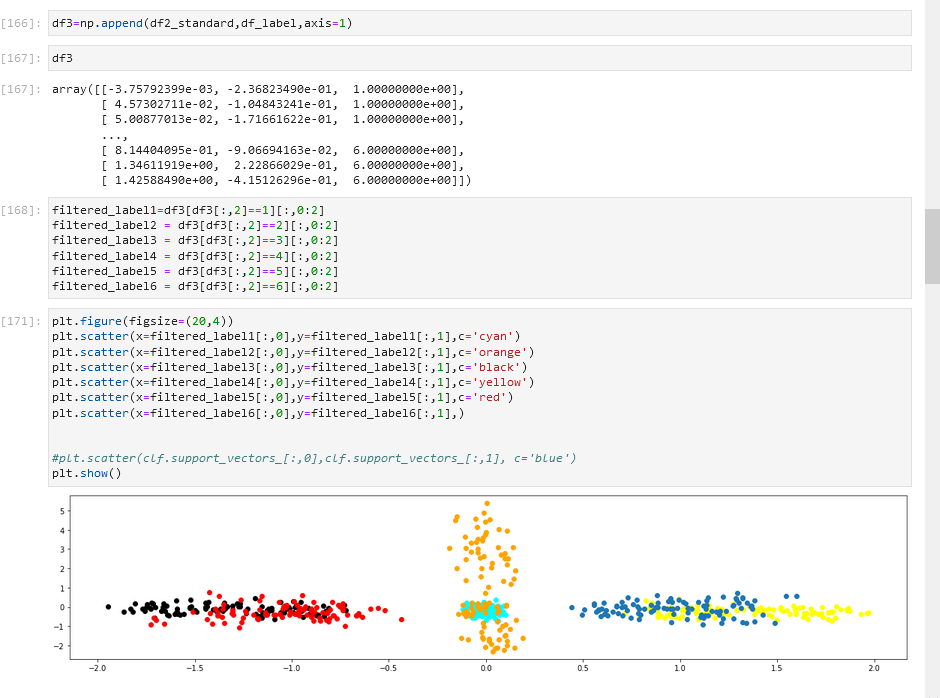 [166]: df3=np.append(df2_standard,df_label,axis=1)
[167]: df3
[167]: array([[-3.75792399e-03, -2.36823490e-01,  1.00000000e+00],
       [ 4.57302711e-02, -1.04843241e-01,  1.00000000e+00],
       [ 5.00877013e-02, -1.71661622e-01,  1.00000000e+00],
       ...,
       [ 8.14404095e-01, -9.06694163e-02,  6.00000000e+00],
       [ 1.34611919e+00,  2.22866029e-01,  6.00000000e+00],
       [ 1.42588490e+00, -4.15126296e-01,  6.00000000e+00]])
[168]: filtered_label1=df3[df3[:,2]==1][:,0:2]
filtered_label2 = df3[df3[:,2]==2][:,0:2]
filtered_label3 = df3[df3[:,2]==3][:,0:2]
filtered_label4 = df3[df3[:,2]==4][:,0:2]
filtered_label5 = df3[df3[:,2]==5][:,0:2]
filtered_label6 = df3[df3[:,2]==6][:,0:2]
[171]: plt.figure(figsize=(20,4))
plt.scatter(x=filtered_label1[:,0],y=filtered_label1[:,1],c='cyan')
plt.scatter(x=filtered_label2[:,0],y=filtered_label2[:,1],c='orange')
plt.scatter(x=filtered_label3[:,0],y=filtered_label3[:,1],c='black')
plt.scatter(x=filtered_label4[:,0],y=filtered_label4[:,1],c='yellow')
plt.scatter(x=filtered_label5[:,0],y=filtered_label5[:,1],c='red')
plt.scatter(x=filtered_label6[:,0],y=filtered_label6[:,1],)
#plt.scatter(clf.support_vectors_[:,0],clf.support_vectors_[:,1], c='blue')
plt.show()
5
4
3
2
1
0
−1
−2
−2.0 −1.5 −1.0 −0.5 0.0 0.5 1.0 1.5 2.0